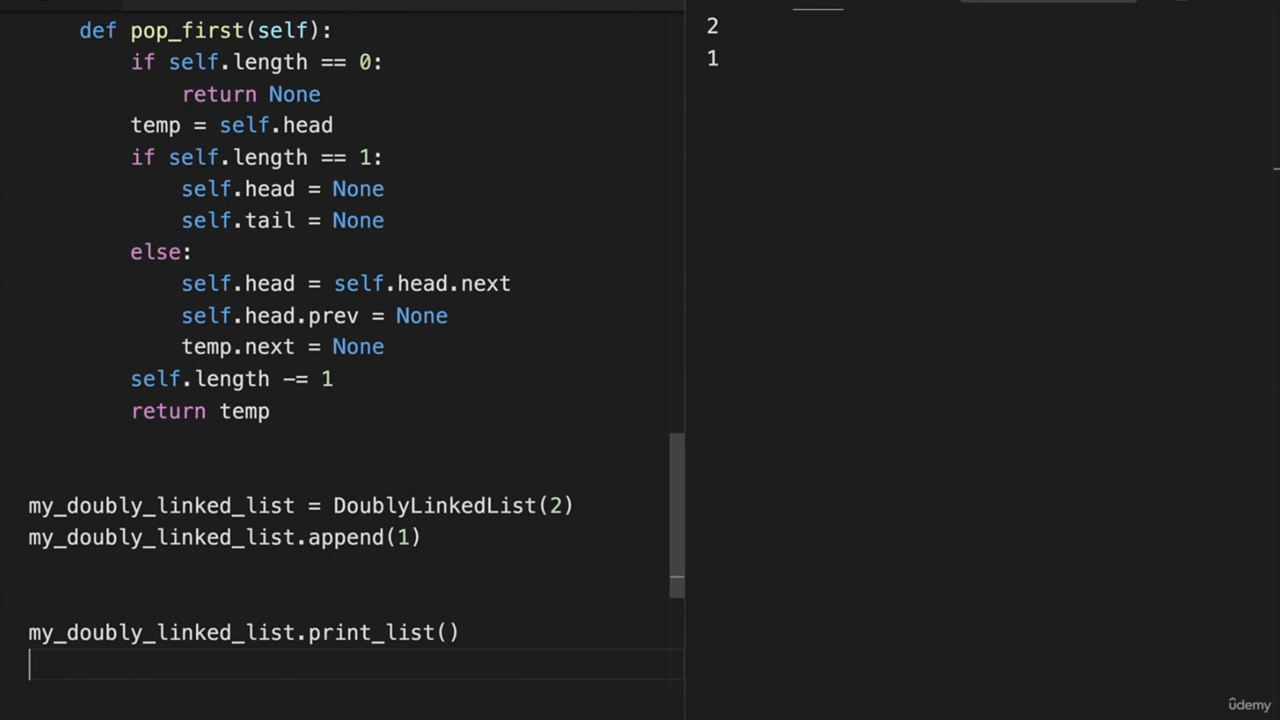 def pop_first(self):
    if self.length == 0:
        return None
    temp = self.head
    if self.length == 1:
        self.head = None
        self.tail = None
    else:
        self.head = self.head.next
        self.head.prev = None
        temp.next = None
    self.length -= 1
    return temp
my_doubly_linked_list = DoublyLinkedList(2)
my_doubly_linked_list.append(1)
my_doubly_linked_list.print_list()
2
1
ûdemy